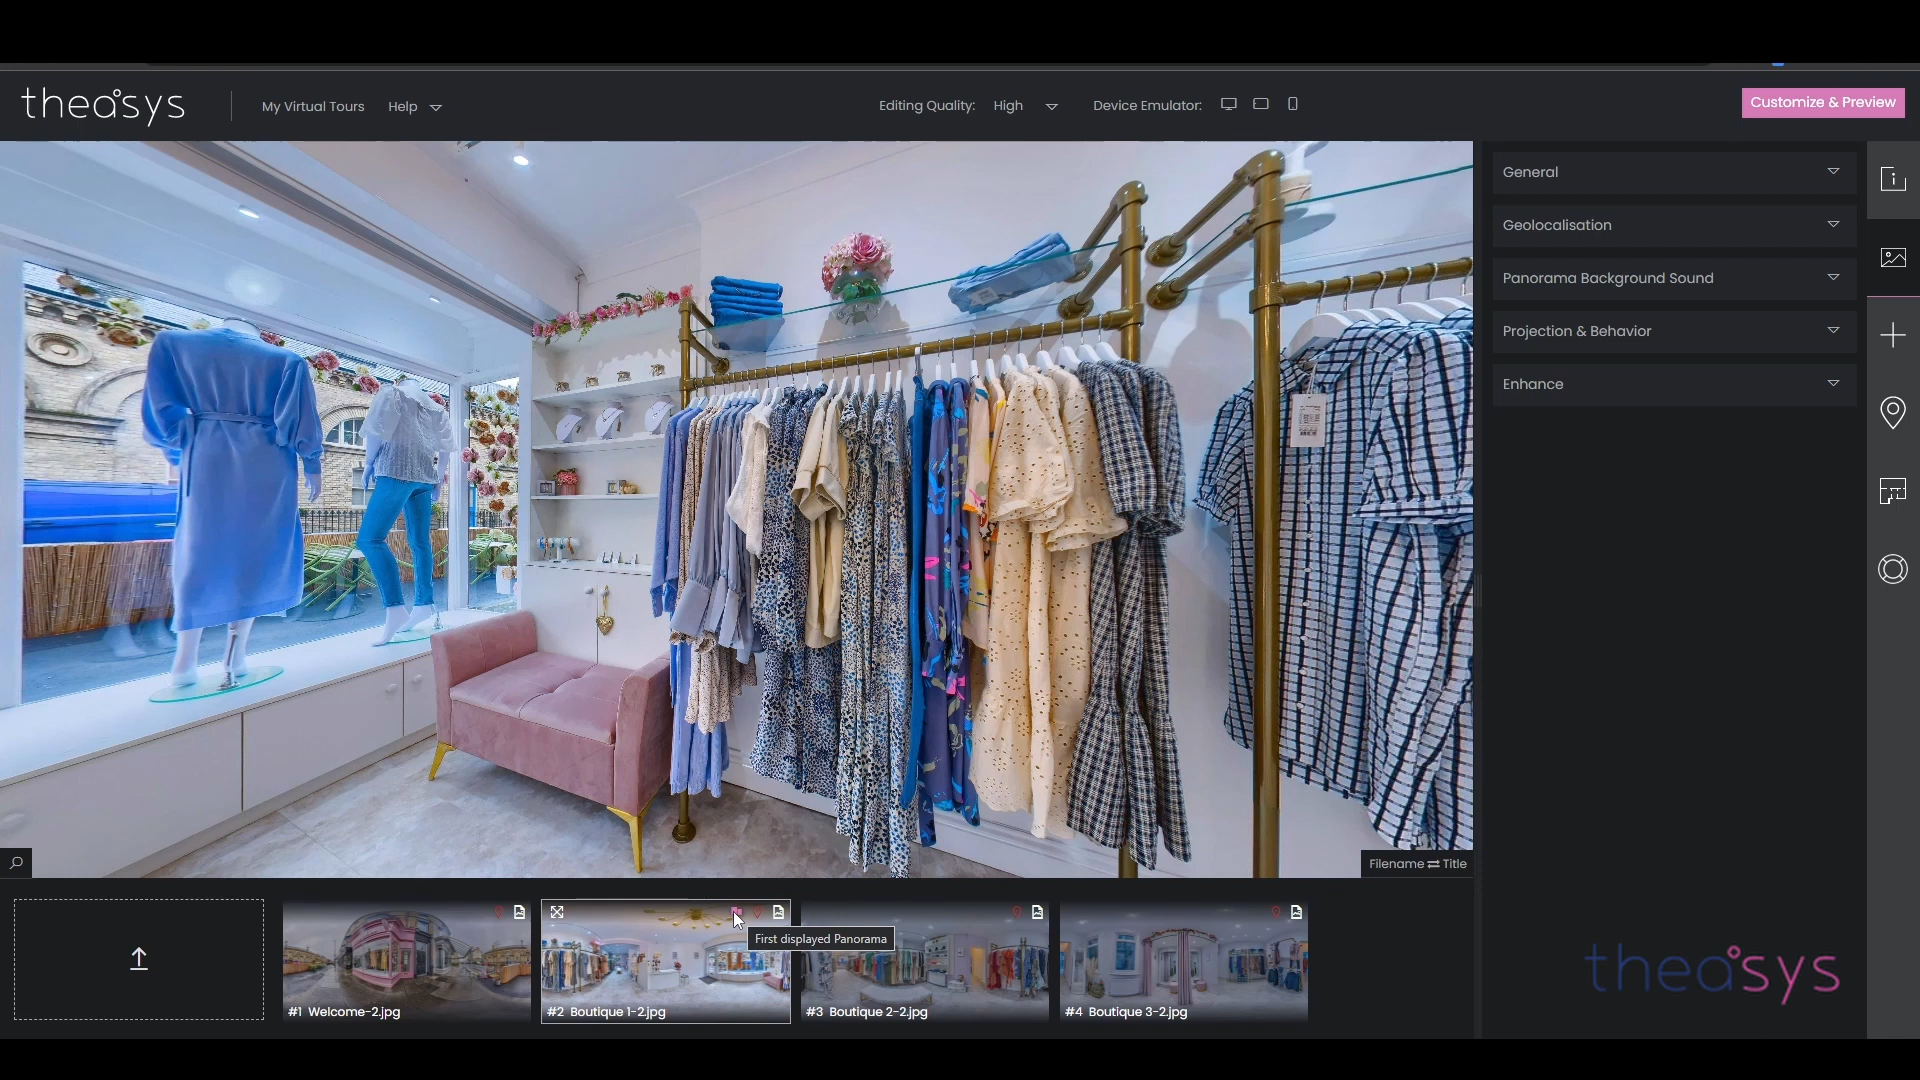 theasys
My Virtual Tours
Help
Editing Quality: High
Device Emulator:
Customize & Preview
General
Geolocalisation
Panorama Background Sound
Projection & Behavior
Enhance
Filename ⇄ Title
First displayed Panorama
#1 Welcome-2.jpg
#2 Boutique 1-2.jpg
#3 Boutique 2-2.jpg
#4 Boutique 3-2.jpg
theasys